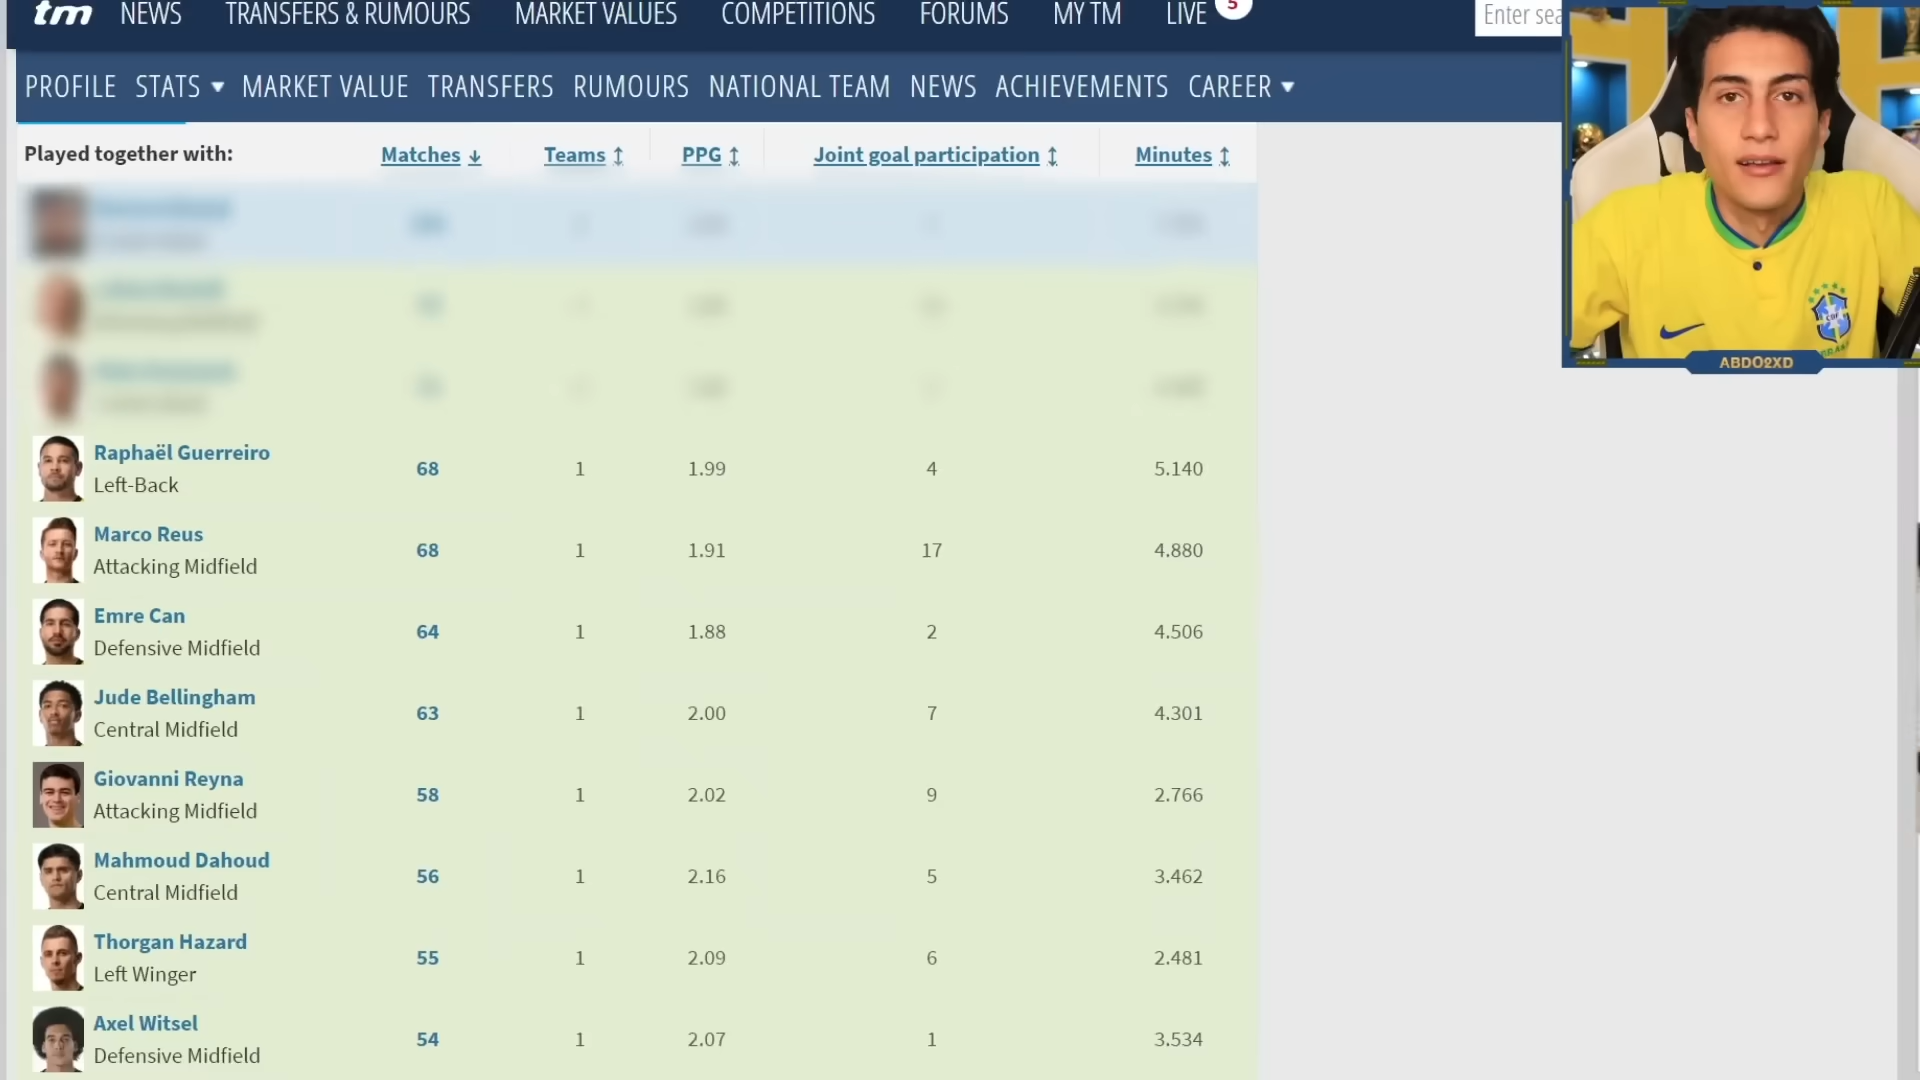 tm NEWS TRANSFERS & RUMOURS MARKET VALUES COMPETITIONS FORUMS MY TM LIVE 5 Enter sea
PROFILE STATS MARKET VALUE TRANSFERS RUMOURS NATIONAL TEAM NEWS ACHIEVEMENTS CAREER
Played together with: Matches Teams PPG Joint goal participation Minutes
CBF
BRASIL
ABDO2XD
Raphaël Guerreiro
Left-Back
68 1 1.99 4 5.140
Marco Reus
Attacking Midfield
68 1 1.91 17 4.880
Emre Can
Defensive Midfield
64 1 1.88 2 4.506
Jude Bellingham
Central Midfield
63 1 2.00 7 4.301
Giovanni Reyna
Attacking Midfield
58 1 2.02 9 2.766
Mahmoud Dahoud
Central Midfield
56 1 2.16 5 3.462
Thorgan Hazard
Left Winger
55 1 2.09 6 2.481
Axel Witsel
Defensive Midfield
54 1 2.07 1 3.534